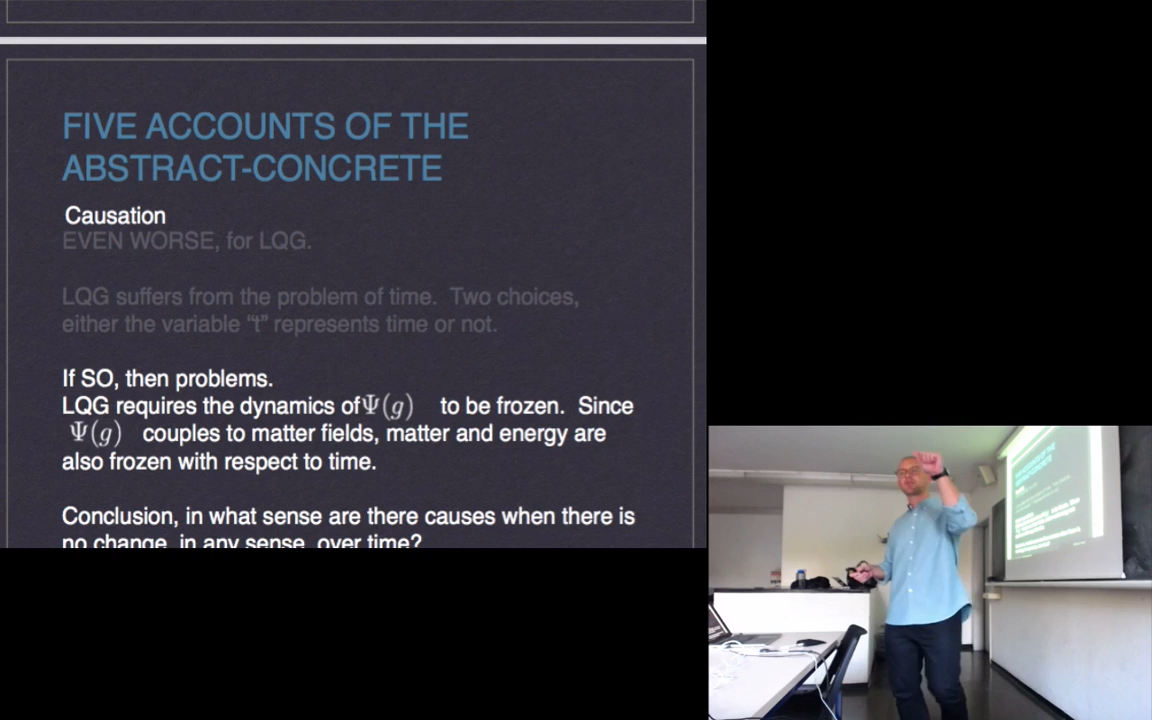 FIVE ACCOUNTS OF THE
ABSTRACT-CONCRETE
Causation
EVEN WORSE, for LQG.
LQG suffers from the problem of time. Two choices,
either the variable “t” represents time or not.
If SO, then problems.
LQG requires the dynamics of Ψ(g) to be frozen. Since
Ψ(g) couples to matter fields, matter and energy are
also frozen with respect to time.
Conclusion, in what sense are there causes when there is
no change, in any sense, over time?